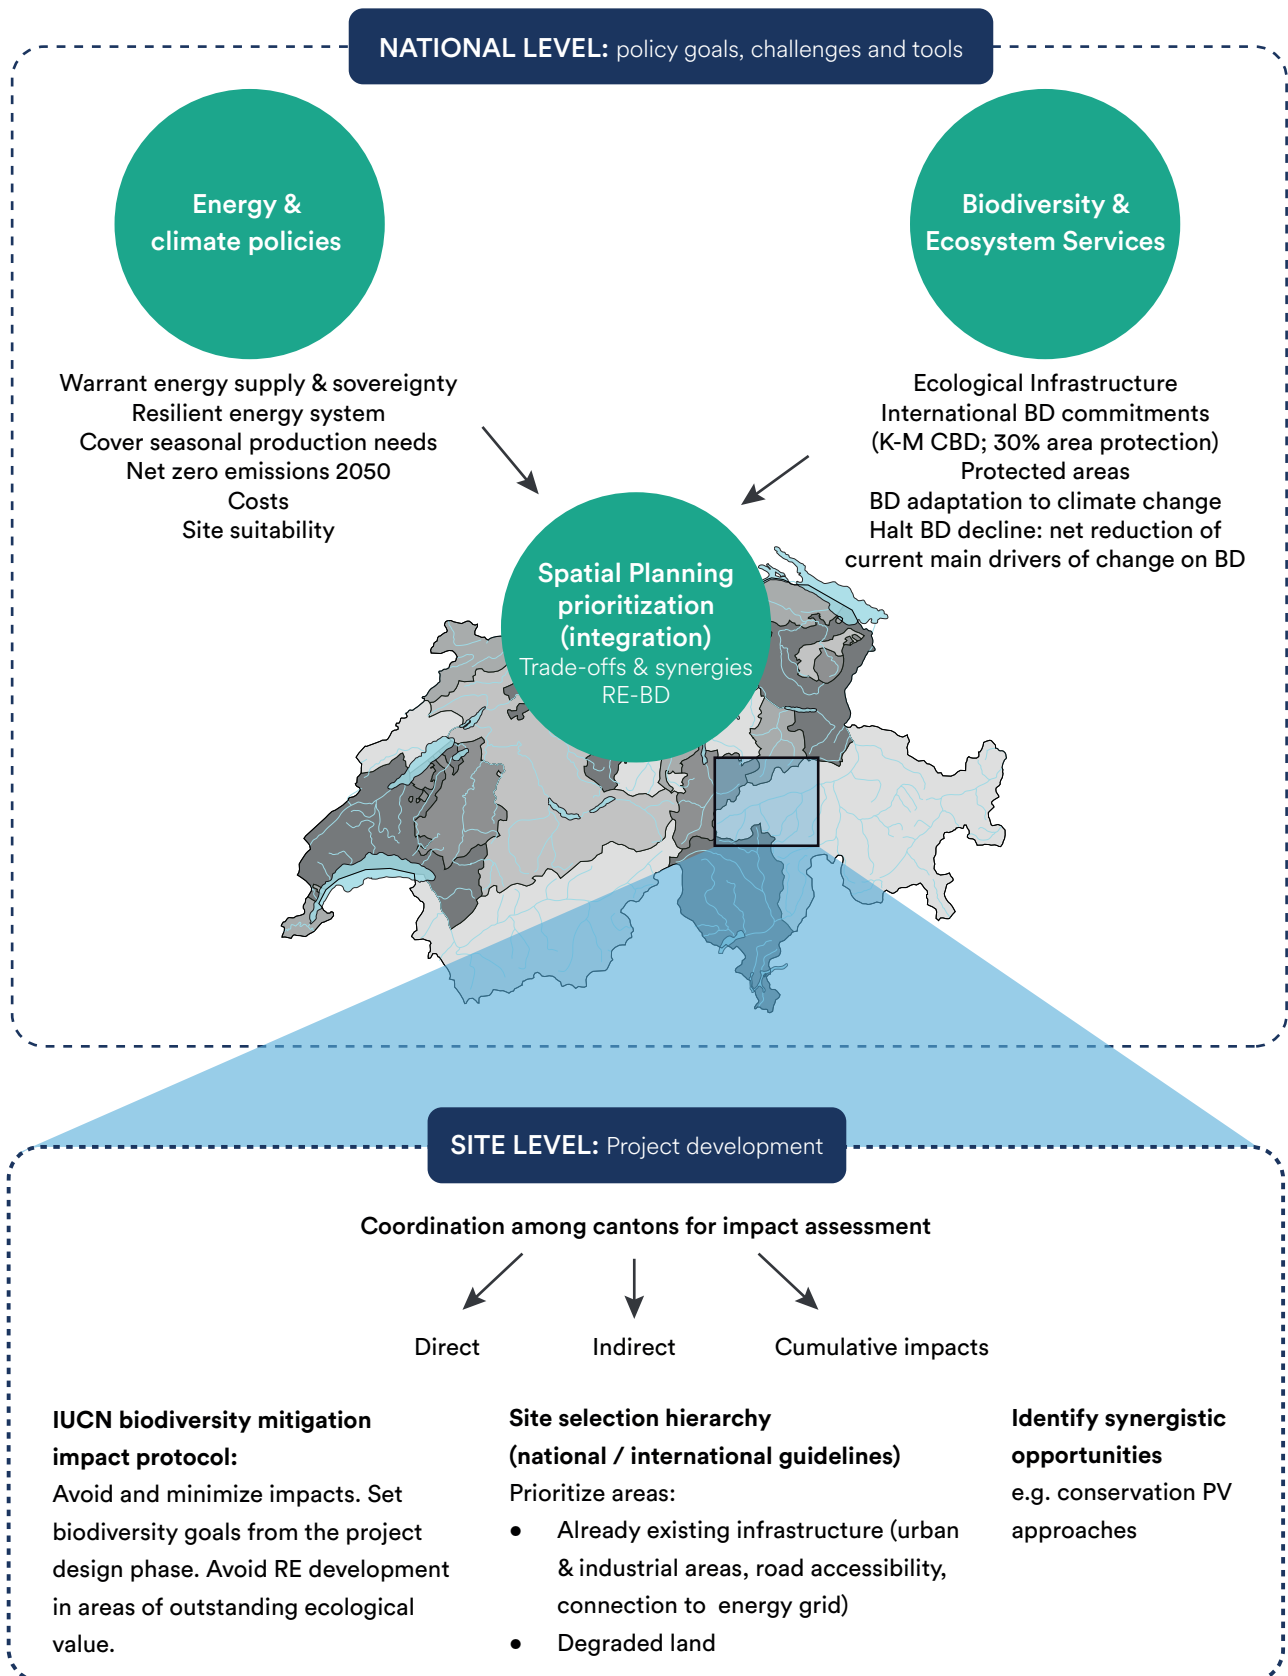 NATIONAL LEVEL: policy goals, challenges and tools
Energy &
climate policies
Warrant energy supply & sovereignty
Resilient energy system
Cover seasonal production needs
Net zero emissions 2050
Costs
Site suitability
Biodiversity &
Ecosystem Services
Ecological Infrastructure
International BD commitments
(K-M CBD; 30% area protection)
Protected areas
BD adaptation to climate change
Halt BD decline: net reduction of
current main drivers of change on BD
Spatial Planning
prioritization
(integration)
Trade-offs & synergies
RE-BD
SITE LEVEL: Project development
Coordination among cantons for impact assessment
Direct
Indirect
Cumulative impacts
IUCN biodiversity mitigation
impact protocol:
Avoid and minimize impacts. Set
biodiversity goals from the project
design phase. Avoid RE development
in areas of outstanding ecological
value.
Site selection hierarchy
(national / international guidelines)
Prioritize areas:
• Already existing infrastructure (urban
& industrial areas, road accessibility,
connection to energy grid)
• Degraded land
Identify synergistic
opportunities
e.g. conservation PV
approaches